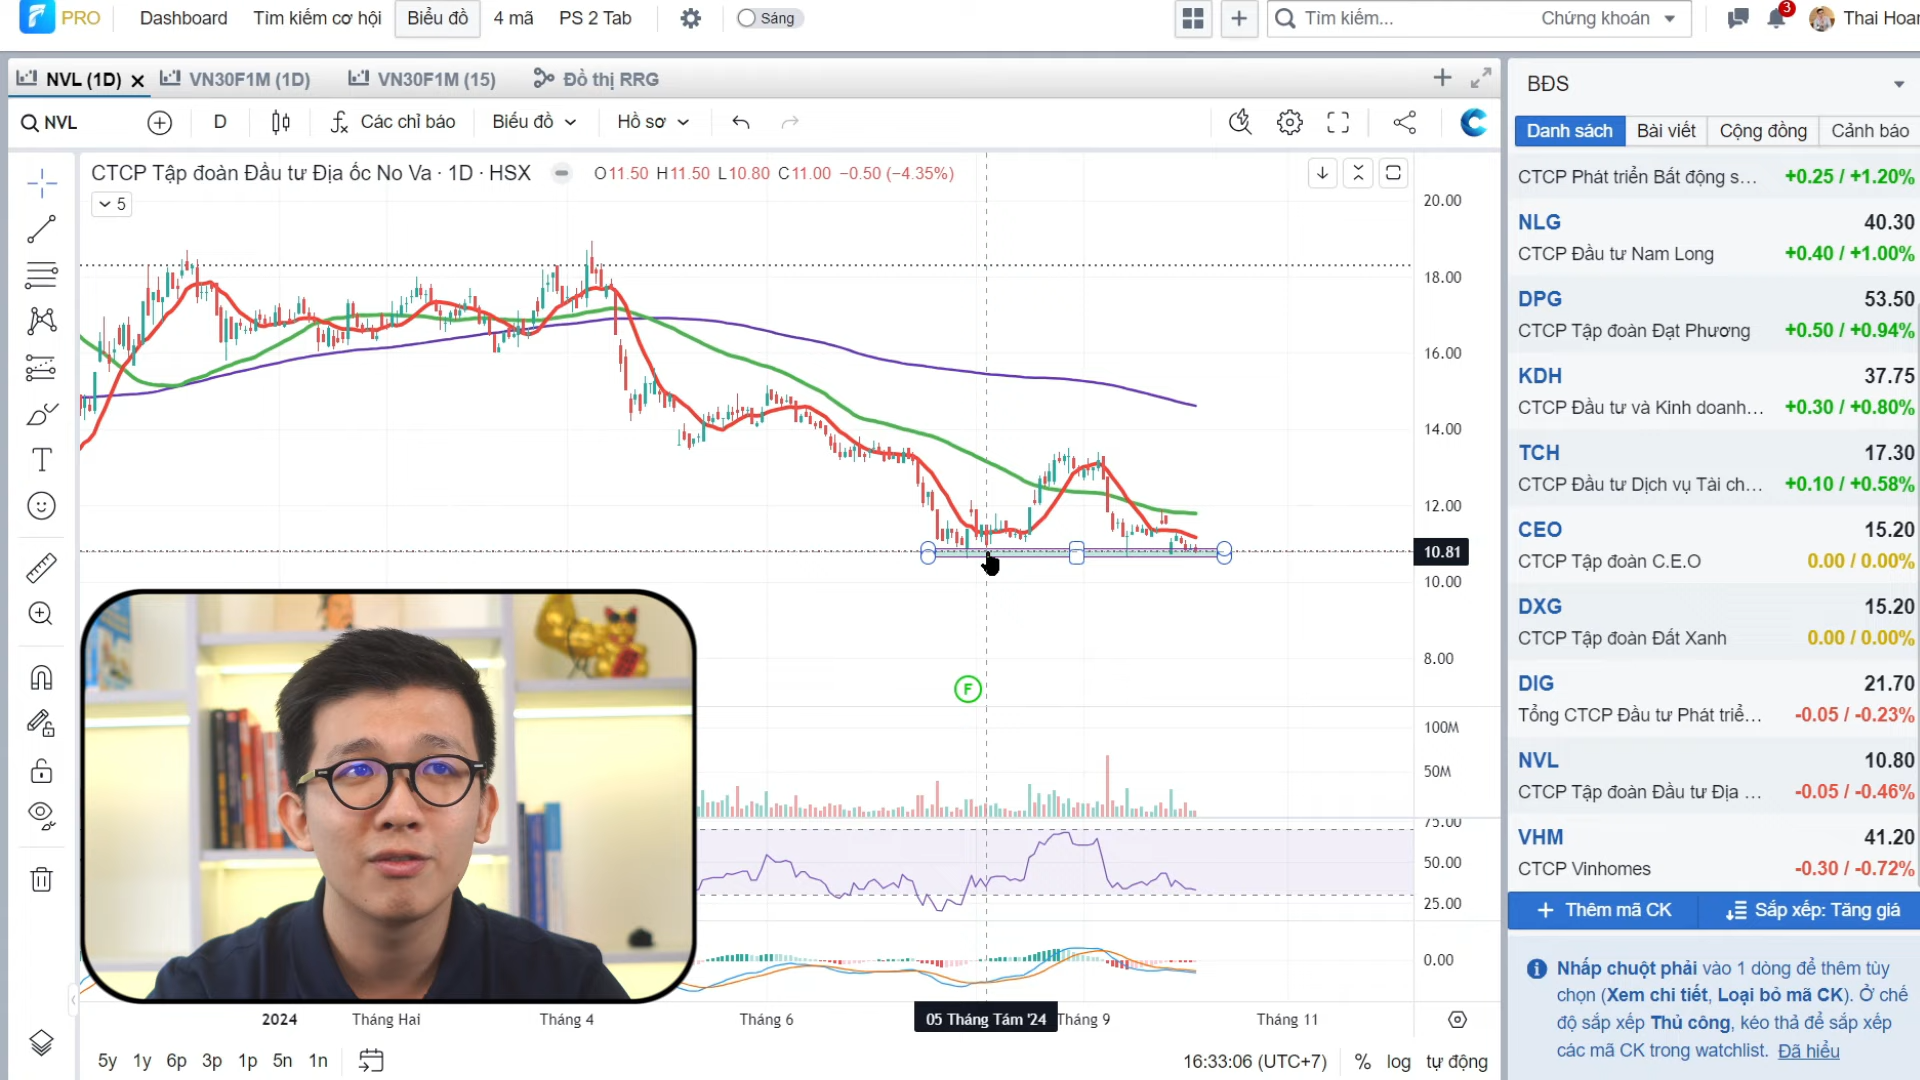 PRO
Dashboard
Tìm kiếm cơ hội
Biểu đồ
4 mã
PS 2 Tab
Sáng
Tìm kiếm...
Chứng khoán
3
Thai Hoan
NVL (1D)
VN30F1M (1D)
VN30F1M (15)
Đồ thị RRG
NVL
D
Các chỉ báo
Biểu đồ
Hồ sơ
CTCP Tập đoàn Đầu tư Địa ốc No Va · 1D · HSX
O11.50 H11.50 L10.80 C11.00 −0.50 (−4.35%)
5
20.00
18.00
16.00
14.00
12.00
10.81
10.00
8.00
F
100M
50M
75.00
50.00
25.00
0.00
2024
Tháng Hai
Tháng 4
Tháng 6
05 Tháng Tám '24
Tháng 9
Tháng 11
5y 1y 6p 3p 1p 5n 1n
16:33:06 (UTC+7)
%
log
tự động
BĐS
Danh sách
Bài viết
Cộng đồng
Cảnh báo
CTCP Phát triển Bất động s... +0.25 / +1.20%
NLG 40.30
CTCP Đầu tư Nam Long +0.40 / +1.00%
DPG 53.50
CTCP Tập đoàn Đạt Phương +0.50 / +0.94%
KDH 37.75
CTCP Đầu tư và Kinh doanh... +0.30 / +0.80%
TCH 17.30
CTCP Đầu tư Dịch vụ Tài ch... +0.10 / +0.58%
CEO 15.20
CTCP Tập đoàn C.E.O 0.00 / 0.00%
DXG 15.20
CTCP Tập đoàn Đất Xanh 0.00 / 0.00%
DIG 21.70
Tổng CTCP Đầu tư Phát triể... -0.05 / -0.23%
NVL 10.80
CTCP Tập đoàn Đầu tư Địa ... -0.05 / -0.46%
VHM 41.20
CTCP Vinhomes -0.30 / -0.72%
Thêm mã CK
Sắp xếp: Tăng giá
Nhấp chuột phải vào 1 dòng để thêm tùy
chọn (Xem chi tiết, Loại bỏ mã CK). Ở chế
độ sắp xếp Thủ công, kéo thả để sắp xếp
các mã CK trong watchlist. Đã hiểu